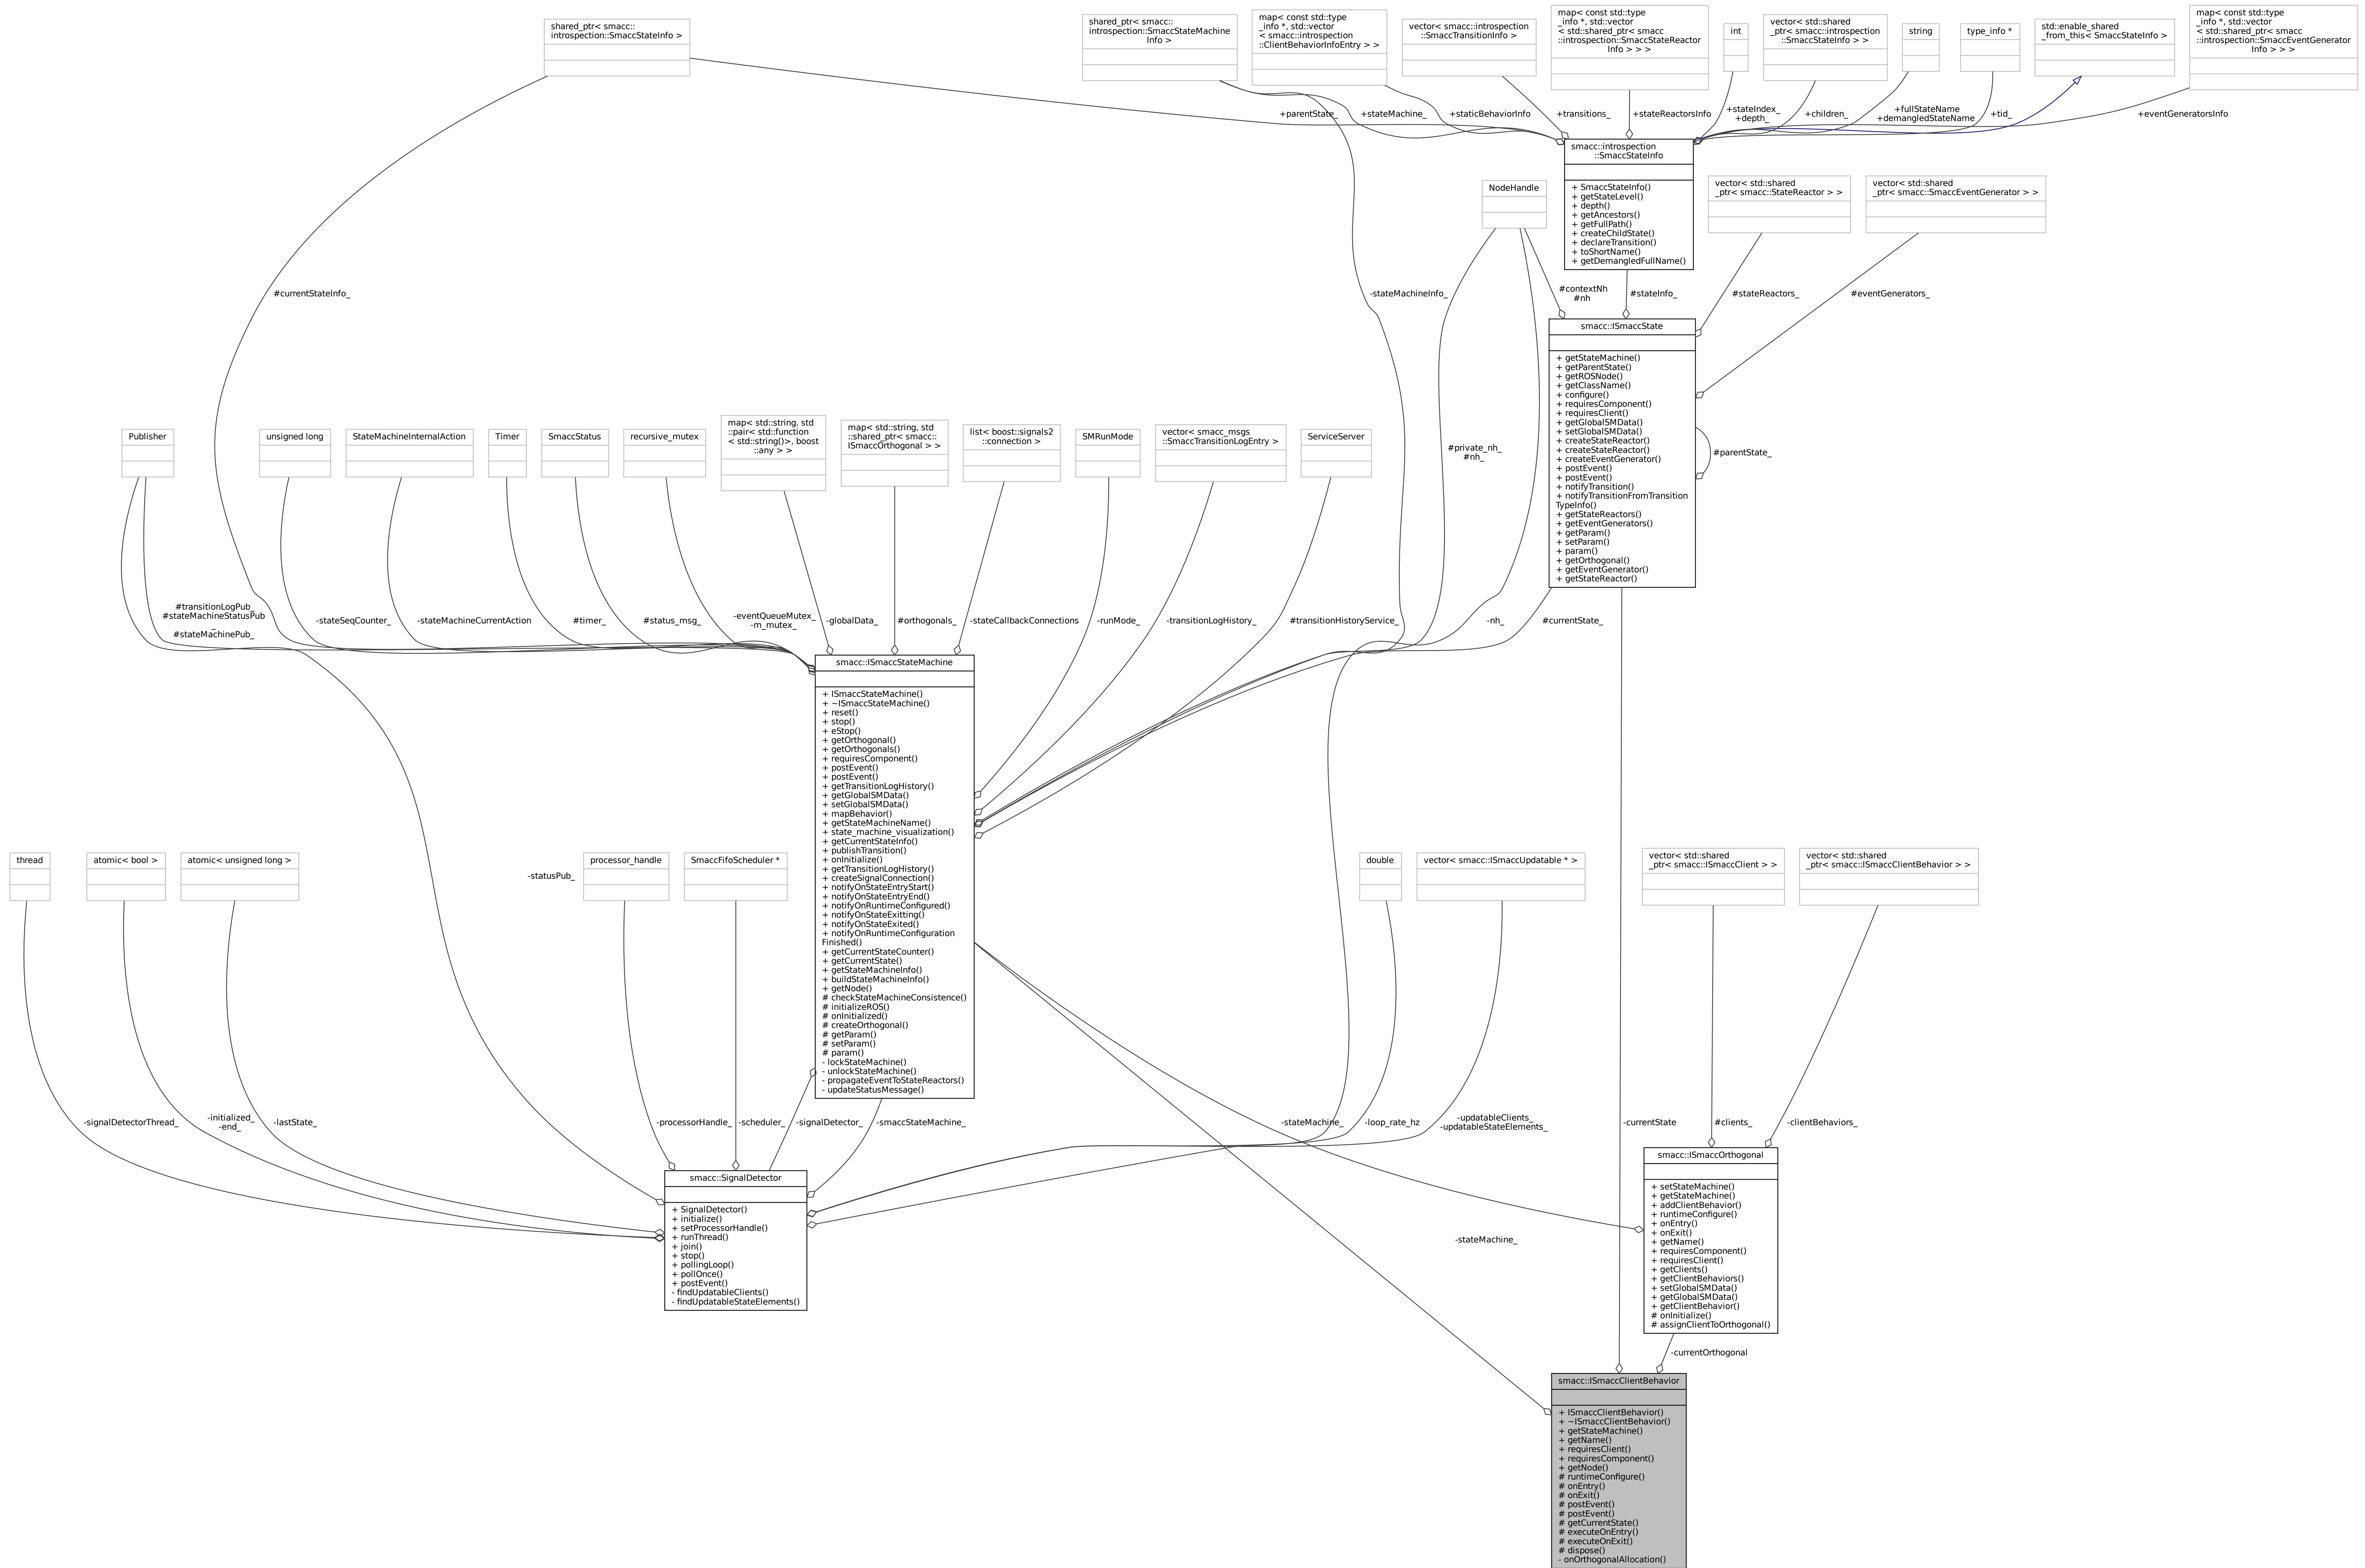 shared_ptr< smacc::
introspection::SmaccStateInfo >
shared_ptr< smacc::
introspection::SmaccStateMachine
Info >
map< const std::type
_info *, std::vector
< smacc::introspection
::ClientBehaviorInfoEntry > >
vector< smacc::introspection
::SmaccTransitionInfo >
map< const std::type
_info *, std::vector
< std::shared_ptr< smacc
::introspection::SmaccStateReactor
Info > > >
int
vector< std::shared
_ptr< smacc::introspection
::SmaccStateInfo > >
string
type_info *
std::enable_shared
_from_this< SmaccStateInfo >
map< const std::type
_info *, std::vector
< std::shared_ptr< smacc
::introspection::SmaccEventGenerator
Info > > >
+parentState_
+stateMachine_
+staticBehaviorInfo
+transitions_
+stateReactorsInfo
+stateIndex_
+depth_
+children_
+fullStateName
+demangledStateName
+tid_
+eventGeneratorsInfo
smacc::introspection
::SmaccStateInfo
+ SmaccStateInfo()
+ getStateLevel()
+ depth()
+ getAncestors()
+ getFullPath()
+ createChildState()
+ declareTransition()
+ toShortName()
+ getDemangledFullName()
NodeHandle
vector< std::shared
_ptr< smacc::StateReactor > >
vector< std::shared
_ptr< smacc::SmaccEventGenerator > >
#currentStateInfo_
-stateMachineInfo_
#contextNh
#nh
#stateInfo_
#stateReactors_
#eventGenerators_
smacc::ISmaccState
+ getStateMachine()
+ getParentState()
+ getROSNode()
+ getClassName()
+ configure()
+ requiresComponent()
+ requiresClient()
+ getGlobalSMData()
+ setGlobalSMData()
+ createStateReactor()
+ createStateReactor()
+ createEventGenerator()
+ postEvent()
+ postEvent()
+ notifyTransition()
+ notifyTransitionFromTransition
TypeInfo()
+ getStateReactors()
+ getEventGenerators()
+ getParam()
+ setParam()
+ param()
+ getOrthogonal()
+ getEventGenerator()
+ getStateReactor()
#parentState_
Publisher
unsigned long
StateMachineInternalAction
Timer
SmaccStatus
recursive_mutex
map< std::string, std
::pair< std::function
< std::string()>, boost
::any > >
map< std::string, std
::shared_ptr< smacc::
ISmaccOrthogonal > >
list< boost::signals2
::connection >
SMRunMode
vector< smacc_msgs
::SmaccTransitionLogEntry >
ServiceServer
#private_nh_
#nh_
#transitionLogPub_
#stateMachineStatusPub
_
#stateMachinePub_
-stateSeqCounter_
-stateMachineCurrentAction
#timer_
#status_msg_
-eventQueueMutex_
-m_mutex_
-globalData_
#orthogonals_
-stateCallbackConnections
-runMode_
-transitionLogHistory_
#transitionHistoryService_
-nh_
#currentState_
smacc::ISmaccStateMachine
+ ISmaccStateMachine()
+ ~ISmaccStateMachine()
+ reset()
+ stop()
+ eStop()
+ getOrthogonal()
+ getOrthogonals()
+ requiresComponent()
+ postEvent()
+ postEvent()
+ getTransitionLogHistory()
+ getGlobalSMData()
+ setGlobalSMData()
+ mapBehavior()
+ getStateMachineName()
+ state_machine_visualization()
+ getCurrentStateInfo()
+ publishTransition()
+ onInitialize()
+ getTransitionLogHistory()
+ createSignalConnection()
+ notifyOnStateEntryStart()
+ notifyOnStateEntryEnd()
+ notifyOnRuntimeConfigured()
+ notifyOnStateExitting()
+ notifyOnStateExited()
+ notifyOnRuntimeConfiguration
Finished()
+ getCurrentStateCounter()
+ getCurrentState()
+ getStateMachineInfo()
+ buildStateMachineInfo()
+ getNode()
# checkStateMachineConsistence()
# initializeROS()
# onInitialized()
# createOrthogonal()
# getParam()
# setParam()
# param()
- lockStateMachine()
- unlockStateMachine()
- propagateEventToStateReactors()
- updateStatusMessage()
thread
atomic< bool >
atomic< unsigned long >
-statusPub_
processor_handle
SmaccFifoScheduler *
double
vector< smacc::ISmaccUpdatable * >
vector< std::shared
_ptr< smacc::ISmaccClient > >
vector< std::shared
_ptr< smacc::ISmaccClientBehavior > >
-signalDetectorThread_
-initialized_
-end_
-lastState_
-processorHandle_
-scheduler_
-signalDetector_
-smaccStateMachine_
-stateMachine_
-loop_rate_hz
-updatableClients_
-updatableStateElements_
-currentState
#clients_
-clientBehaviors_
smacc::SignalDetector
+ SignalDetector()
+ initialize()
+ setProcessorHandle()
+ runThread()
+ join()
+ stop()
+ pollingLoop()
+ pollOnce()
+ postEvent()
- findUpdatableClients()
- findUpdatableStateElements()
smacc::ISmaccOrthogonal
+ setStateMachine()
+ getStateMachine()
+ addClientBehavior()
+ runtimeConfigure()
+ onEntry()
+ onExit()
+ getName()
+ requiresComponent()
+ requiresClient()
+ getClients()
+ getClientBehaviors()
+ setGlobalSMData()
+ getGlobalSMData()
+ getClientBehavior()
# onInitialize()
# assignClientToOrthogonal()
-stateMachine_
-currentOrthogonal
smacc::ISmaccClientBehavior
+ ISmaccClientBehavior()
+ ~ISmaccClientBehavior()
+ getStateMachine()
+ getName()
+ requiresClient()
+ requiresComponent()
+ getNode()
# runtimeConfigure()
# onEntry()
# onExit()
# postEvent()
# postEvent()
# getCurrentState()
# executeOnEntry()
# executeOnExit()
# dispose()
- onOrthogonalAllocation()